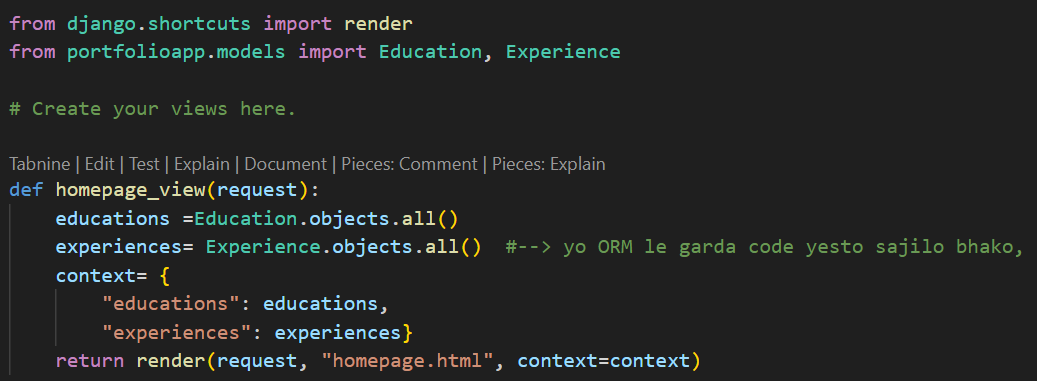 from django.shortcuts import render
from portfolioapp.models import Education, Experience
# Create your views here.
Tabnine | Edit | Test | Explain | Document | Pieces: Comment | Pieces: Explain
def homepage_view(request):
    educations =Education.objects.all()
    experiences= Experience.objects.all()  #--> yo ORM le garda code yesto sajilo bhako,
    context= {
        "educations": educations,
        "experiences": experiences}
    return render(request, "homepage.html", context=context)